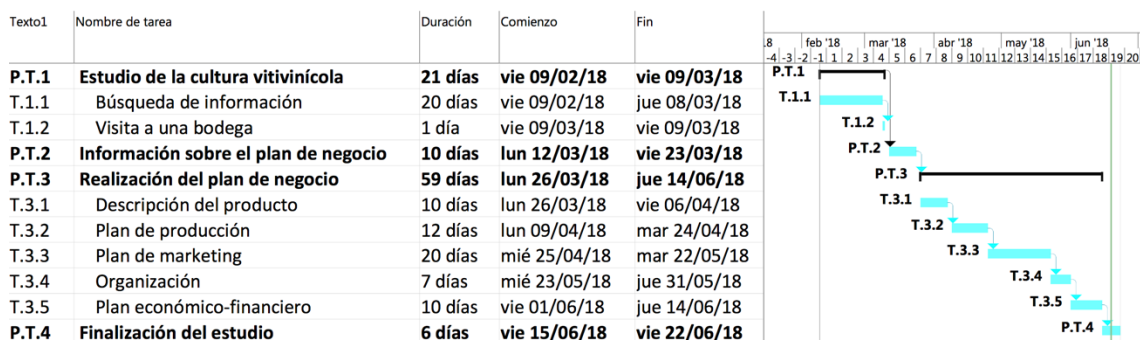 Texto1 Nombre de tarea Duración Comienzo Fin
.8 feb '18 mar '18 abr '18 may '18 jun '18
-4 -3 -2 -1 1 2 3 4 5 6 7 8 9 10 11 12 13 14 15 16 17 18 19 20
P.T.1 Estudio de la cultura vitivinícola 21 días vie 09/02/18 vie 09/03/18 P.T.1
T.1.1 Búsqueda de información 20 días vie 09/02/18 jue 08/03/18 T.1.1
T.1.2 Visita a una bodega 1 día vie 09/03/18 vie 09/03/18 T.1.2
P.T.2 Información sobre el plan de negocio 10 días lun 12/03/18 vie 23/03/18 P.T.2
P.T.3 Realización del plan de negocio 59 días lun 26/03/18 jue 14/06/18 P.T.3
T.3.1 Descripción del producto 10 días lun 26/03/18 vie 06/04/18 T.3.1
T.3.2 Plan de producción 12 días lun 09/04/18 mar 24/04/18 T.3.2
T.3.3 Plan de marketing 20 días mié 25/04/18 mar 22/05/18 T.3.3
T.3.4 Organización 7 días mié 23/05/18 jue 31/05/18 T.3.4
T.3.5 Plan económico-financiero 10 días vie 01/06/18 jue 14/06/18 T.3.5
P.T.4 Finalización del estudio 6 días vie 15/06/18 vie 22/06/18 P.T.4